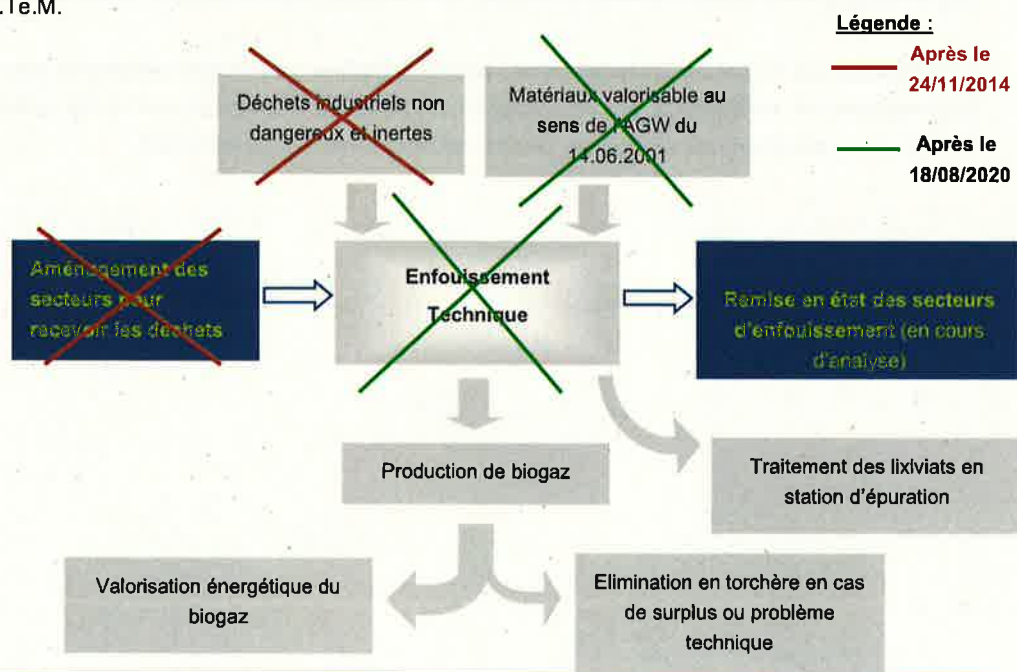 .Te.M.
Légende :
Après le
24/11/2014
Après le
18/08/2020
Déchets industriels non
dangereux et inertes
Matériaux valorisable au
sens de l'AGW du
14.06.2001
Aménagement des
secteurs pour
recevoir les déchets
Enfouissement
Technique
Remise en état des secteurs
d'enfouissement (en cours
d'analyse)
Production de biogaz
Traitement des lixlviats en
station d'épuration
Valorisation énergétique du
biogaz
Elimination en torchère en cas
de surplus ou problème
technique